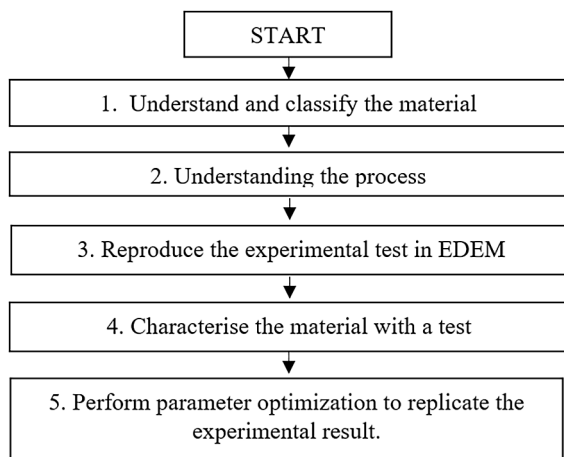 START
1. Understand and classify the material
2. Understanding the process
3. Reproduce the experimental test in EDEM
4. Characterise the material with a test
5. Perform parameter optimization to replicate the
experimental result.